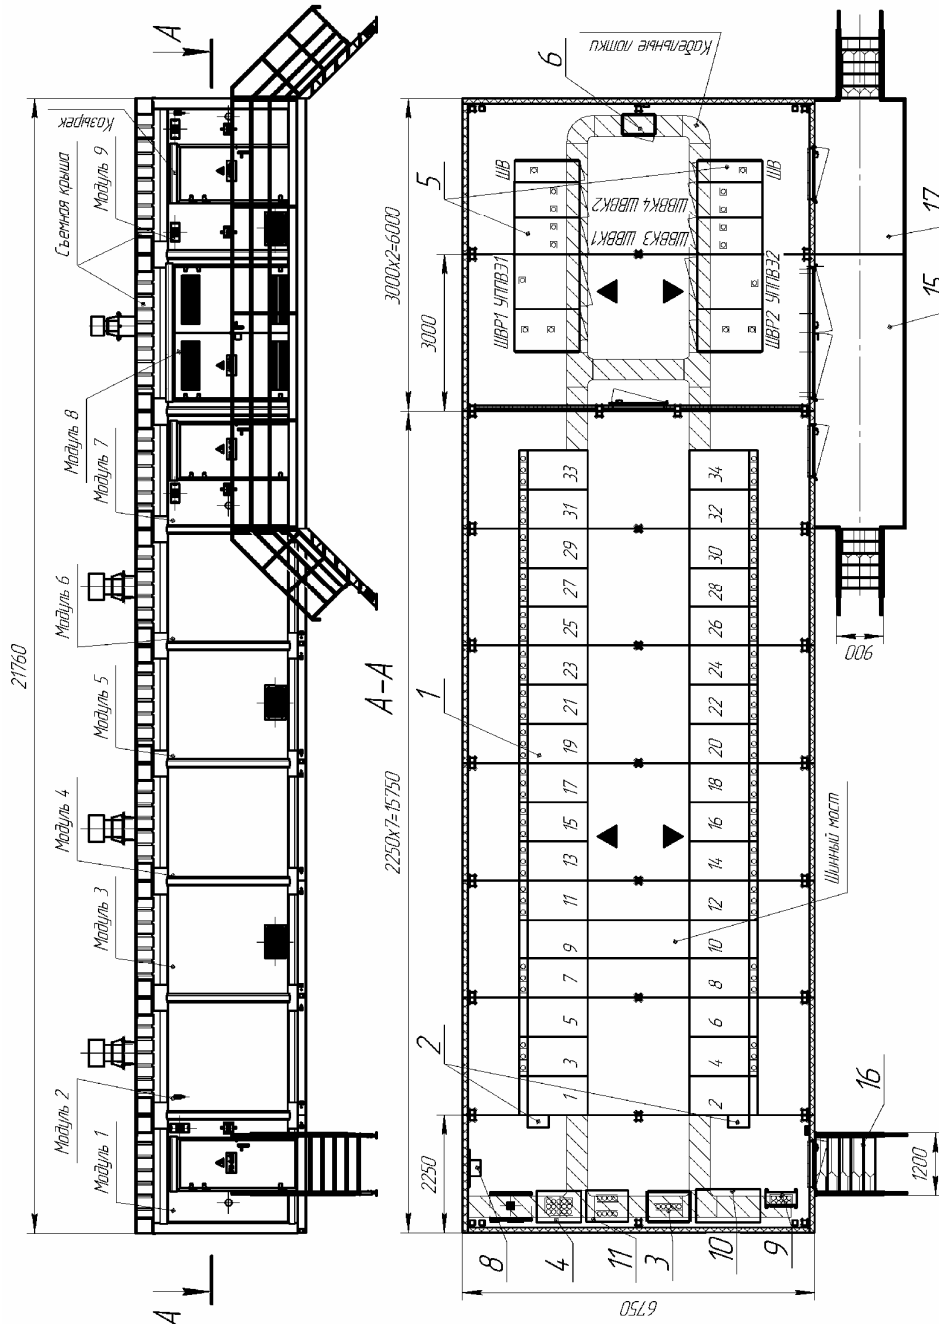 А
А
21760
Модуль 1
Модуль 2
Модуль 3
Модуль 4
Модуль 5
Модуль 6
Модуль 7
Модуль 8
Модуль 9
Съемная крыша
Козырек
А-А
2250х7=15750
3000х2=6000
2250
3000
6750
1200
900
1
2
5
6
8
4
11
3
10
9
16
15
17
Кабельные лотки
Шинный мост
ШВР1 УППВЭ1
ШВ
ШВВК1 ШВВК2
ШВВК3 ШВВК4
ШВР2 УППВЭ2
ШВ
1 3 5 7 9 11 13 15 17 19 21 23 25 27 29 31 33
2 4 6 8 10 12 14 16 18 20 22 24 26 28 30 32 34